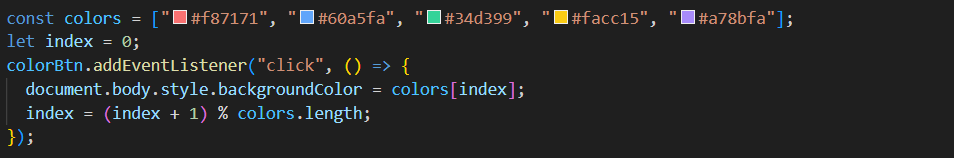 const colors = ["#f87171", "#60a5fa", "#34d399", "#facc15", "#a78bfa"];
let index = 0;
colorBtn.addEventListener("click", () => {
  document.body.style.backgroundColor = colors[index];
  index = (index + 1) % colors.length;
});